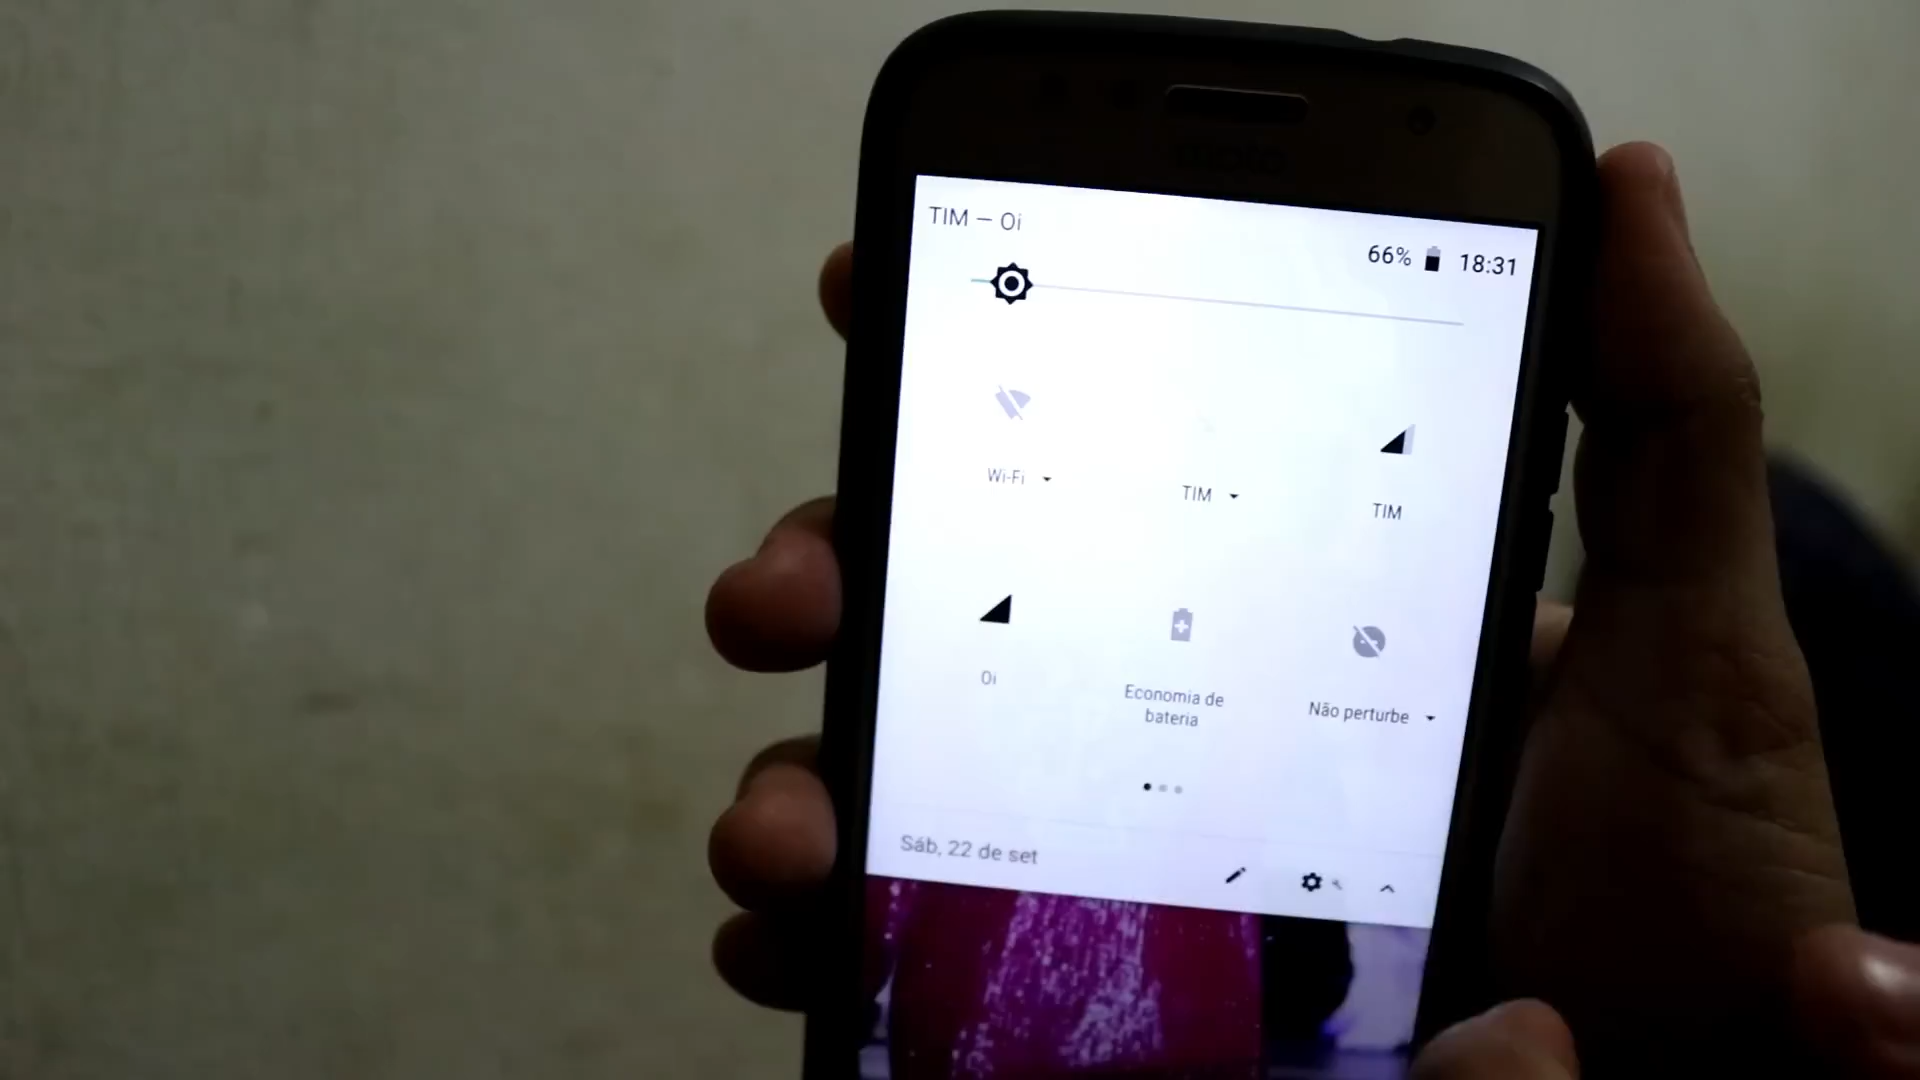 moto
TIM — Oi
66% 18:31
Wi-Fi
TIM
TIM
Oi
Economia de
bateria
Não perturbe
Sáb, 22 de set